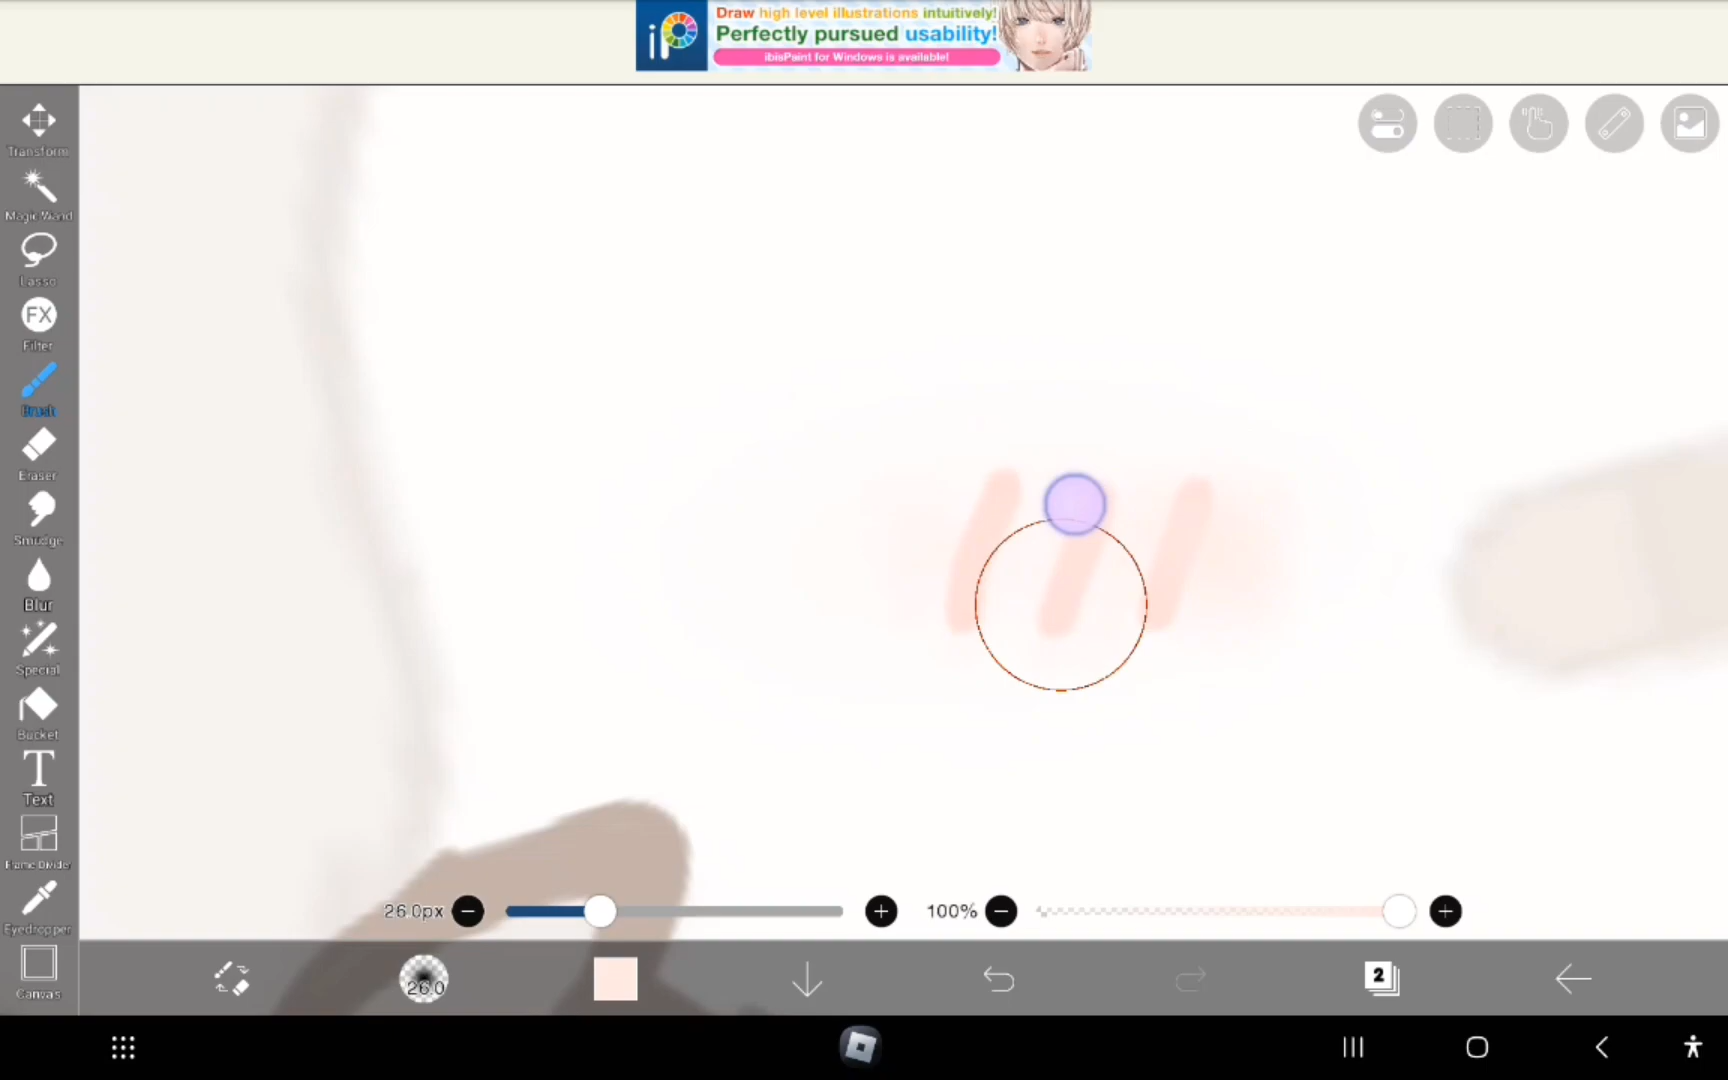 iP
Draw high level illustrations intuitively!
Perfectly pursued usability!
ibisPaint for Windows is available!
Transform
Magic Wand
Lasso
FX
Filter
Brush
Eraser
Smudge
Blur
Special
Bucket
T
Text
Frame Divider
Eyedropper
Canvas
26.0px
100%
26.0
2